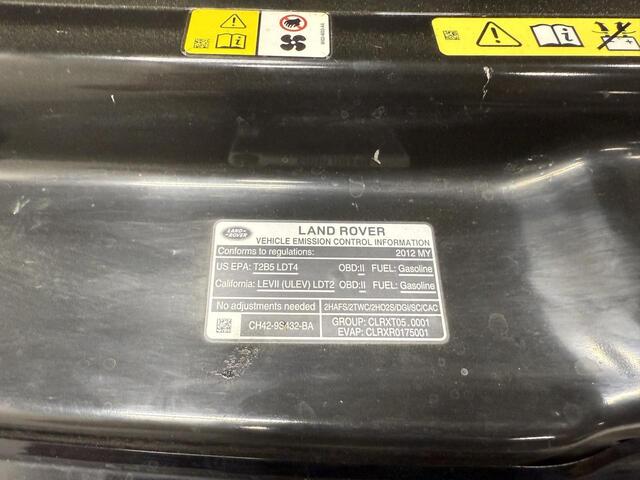 LAND ROVER
LAND ROVER
VEHICLE EMISSION CONTROL INFORMATION
Conforms to regulations: 2012 MY
US EPA: T2B5 LDT4 OBD:II FUEL: Gasoline
California: LEVII (ULEV) LDT2 OBD:II FUEL: Gasoline
No adjustments needed 2HAFS/2TWC/2HO2S/DGI/SC/CAC
CH42-9S432-BA GROUP: CLRXT05.0001
EVAP: CLRXR0175001